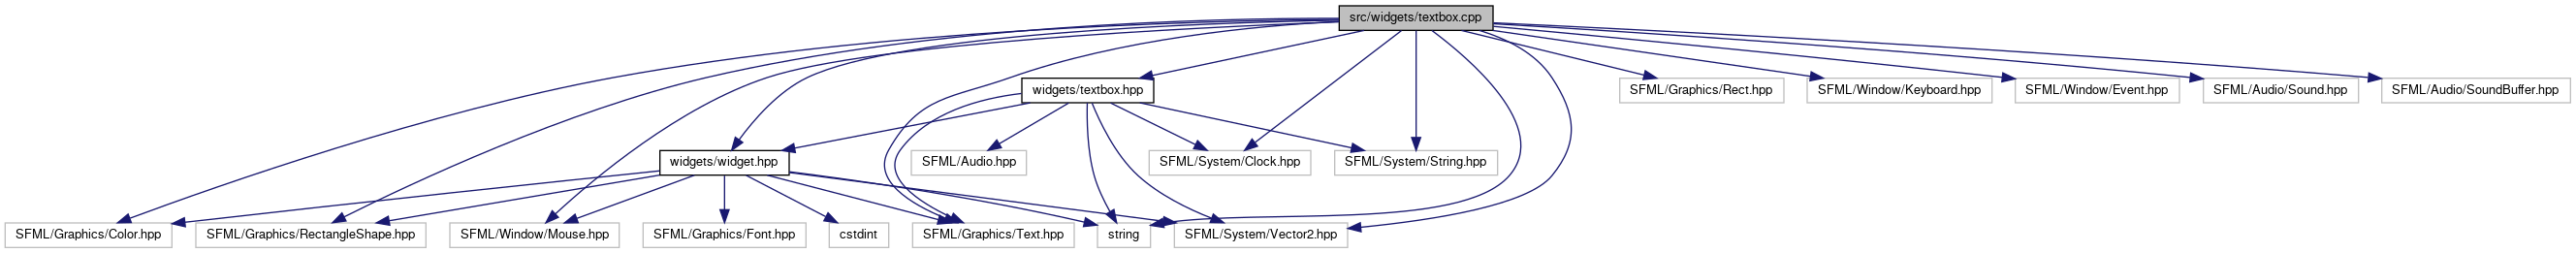 src/widgets/textbox.cpp
widgets/textbox.hpp
SFML/Graphics/Rect.hpp
SFML/Window/Keyboard.hpp
SFML/Window/Event.hpp
SFML/Audio/Sound.hpp
SFML/Audio/SoundBuffer.hpp
widgets/widget.hpp
SFML/Audio.hpp
SFML/System/Clock.hpp
SFML/System/String.hpp
SFML/Graphics/Color.hpp
SFML/Graphics/RectangleShape.hpp
SFML/Window/Mouse.hpp
SFML/Graphics/Font.hpp
cstdint
SFML/Graphics/Text.hpp
string
SFML/System/Vector2.hpp